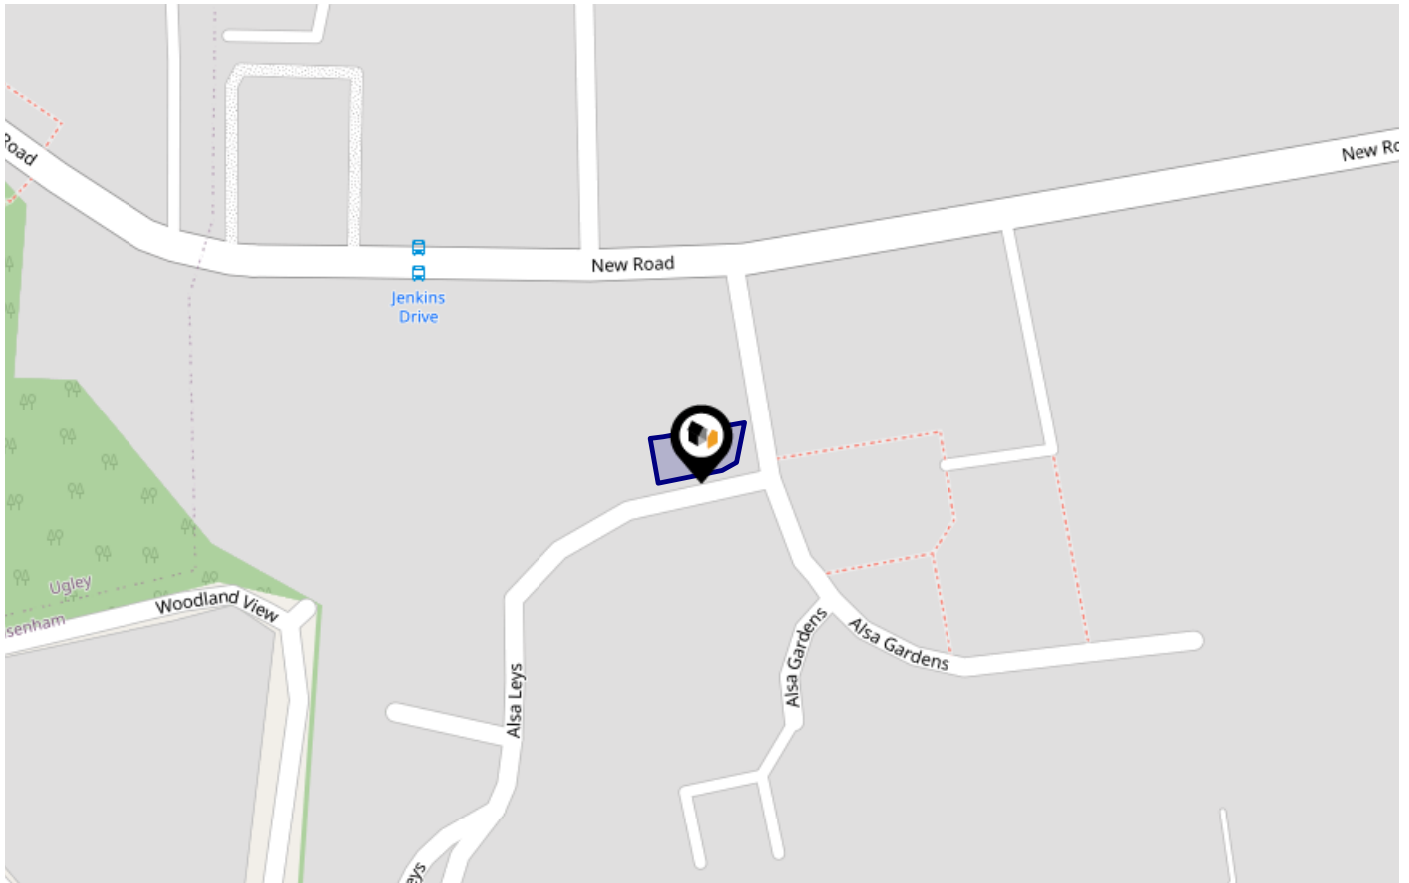 Road
New Ro
New Road
Jenkins
Drive
Ugley
senham
Woodland View
Alsa Gardens
Alsa Gardens
Alsa Leys
eys